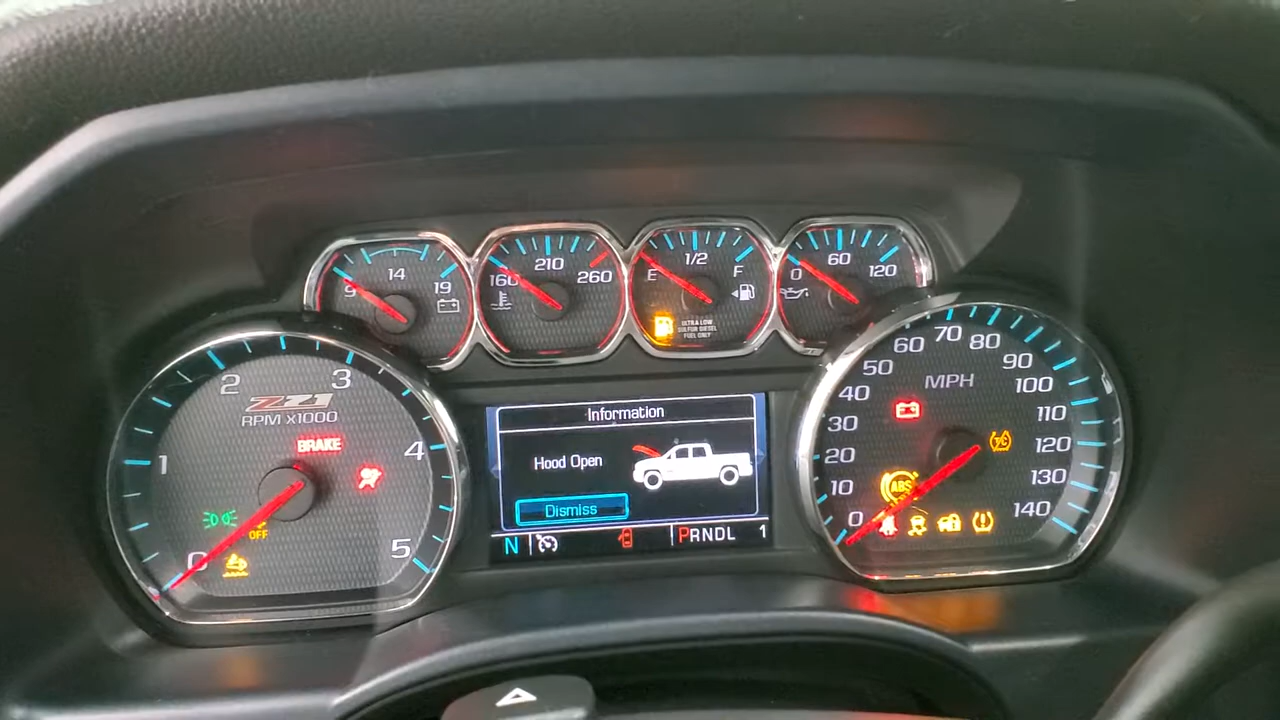 9 14 19
160 210 260
E 1/2 F
ULTRA LOW
SULFUR DIESEL
FUEL ONLY
0 60 120
0 1 2 3 4 5
Z71
RPM X1000
BRAKE
OFF
Information
Hood Open
Dismiss
N
PRNDL 1
0 10 20 30 40 50 60 70 80 90 100 110 120 130 140
MPH
ABS